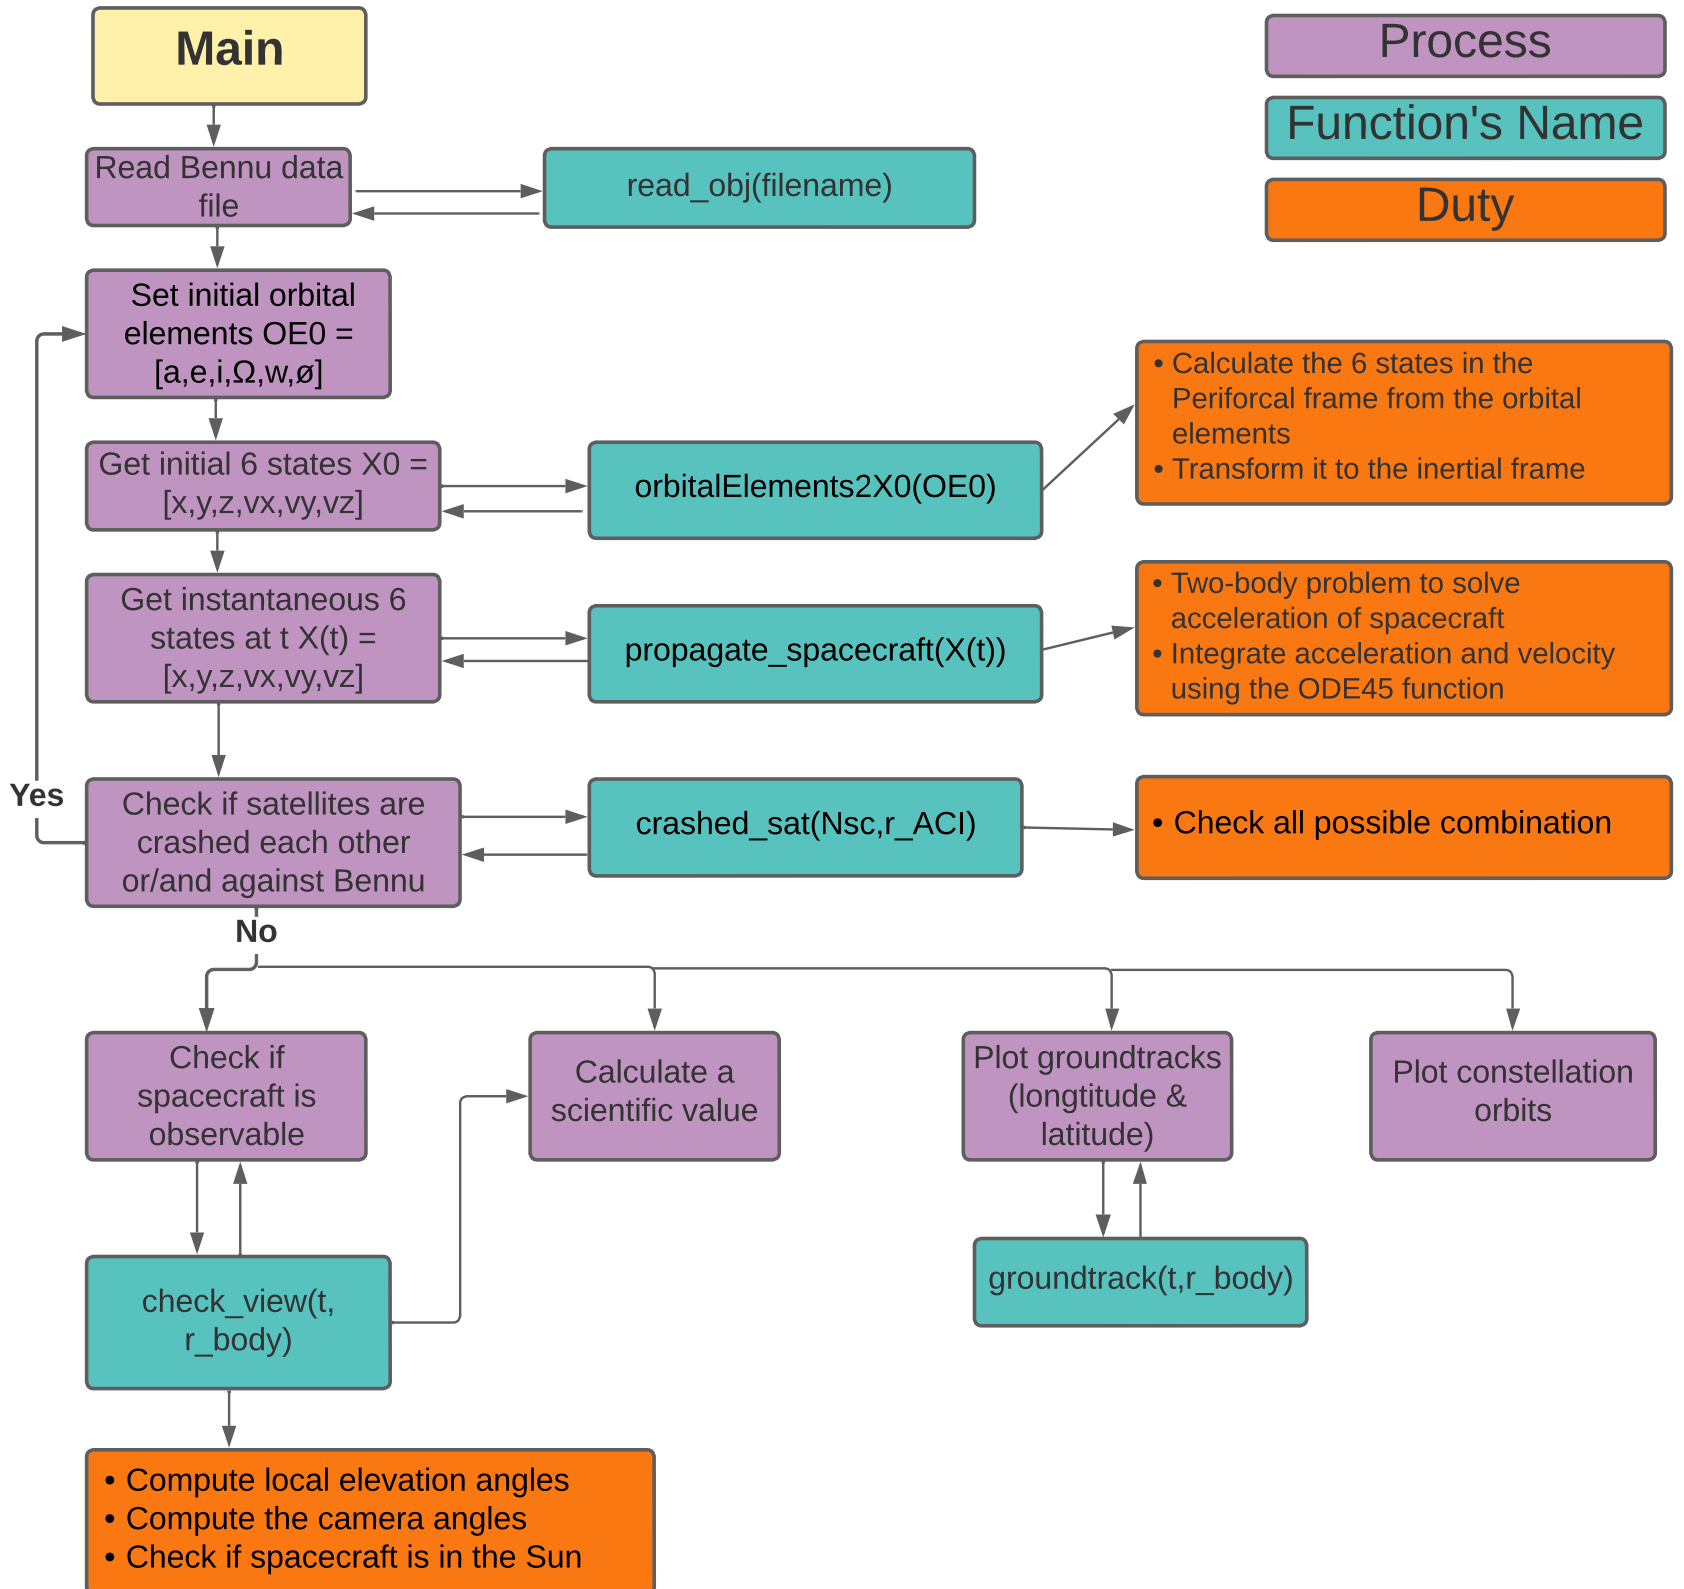 Main
Process
Function's Name
Duty
Read Bennu data
file
read_obj(filename)
Set initial orbital
elements OE0 =
[a,e,i,Ω,w,ø]
Get initial 6 states X0 =
[x,y,z,vx,vy,vz]
orbitalElements2X0(OE0)
• Calculate the 6 states in the
Periforcal frame from the orbital
elements
• Transform it to the inertial frame
Get instantaneous 6
states at t X(t) =
[x,y,z,vx,vy,vz]
propagate_spacecraft(X(t))
• Two-body problem to solve
acceleration of spacecraft
• Integrate acceleration and velocity
using the ODE45 function
Yes
Check if satellites are
crashed each other
or/and against Bennu
crashed_sat(Nsc,r_ACI)
• Check all possible combination
No
Check if
spacecraft is
observable
Calculate a
scientific value
Plot groundtracks
(longtitude &
latitude)
Plot constellation
orbits
check_view(t,
r_body)
groundtrack(t,r_body)
• Compute local elevation angles
• Compute the camera angles
• Check if spacecraft is in the Sun